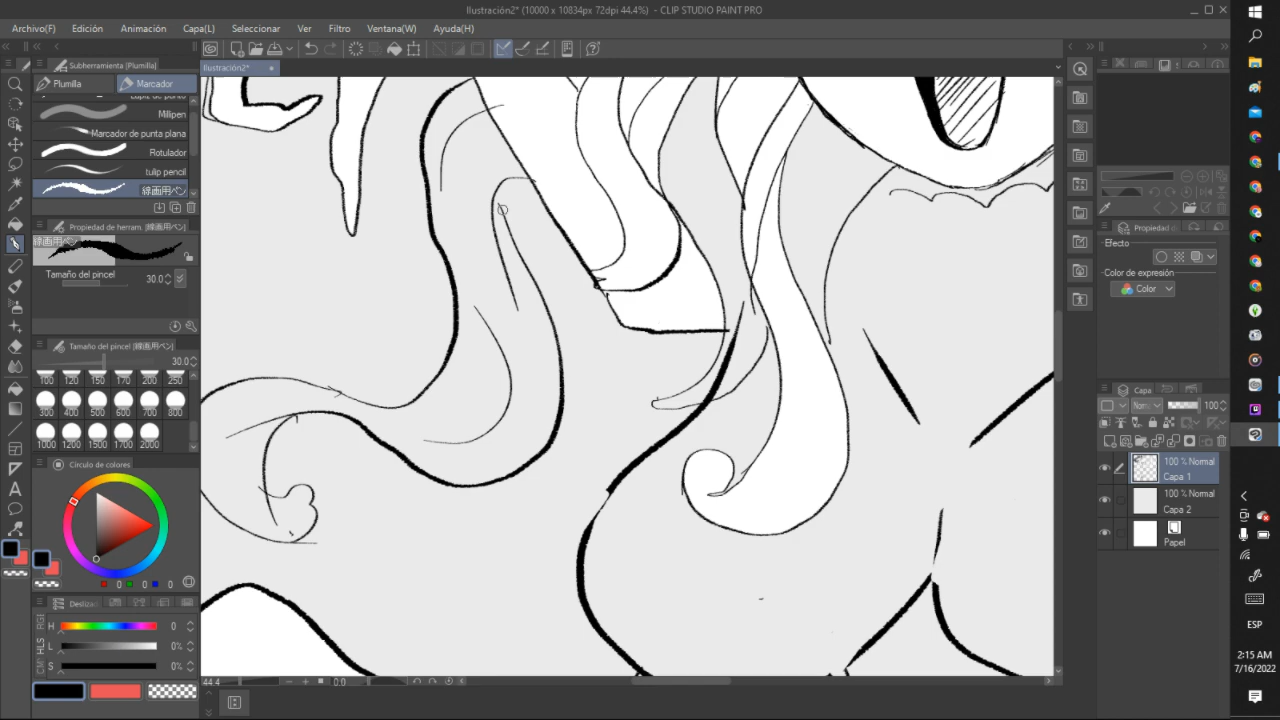 Ilustración2* (10000 x 10834px 72dpi 44.4%) - CLIP STUDIO PAINT PRO
Archivo(F) Edición Animación Capa(L) Seleccionar Ver Filtro Ventana(W) Ayuda(H)
Subherramienta (Plumilla)
Ilustración2*
Plumilla Marcador
Millpen
Marcador de punta plana
Rotulador
tulip pencil
線画用ペン
Propiedad de herram. (線画用ペン)
線画用ペン
Tamaño del pincel 30.0
Tamaño del pincel (線画用ペン)
30.0
100 120 150 170 200 250
300 400 500 600 700 800
1000 1200 1500 1700 2000
Círculo de colores
0 0 0
Desliza
RGB
HLS
H 0
L 0%
S 0%
44.4 0.0
Propiedad d
Efecto
Color de expresión
Color
Capa
Norm 100
100 % Normal
Capa 1
100 % Normal
Capa 2
Papel
ESP
2:15 AM
7/16/2022